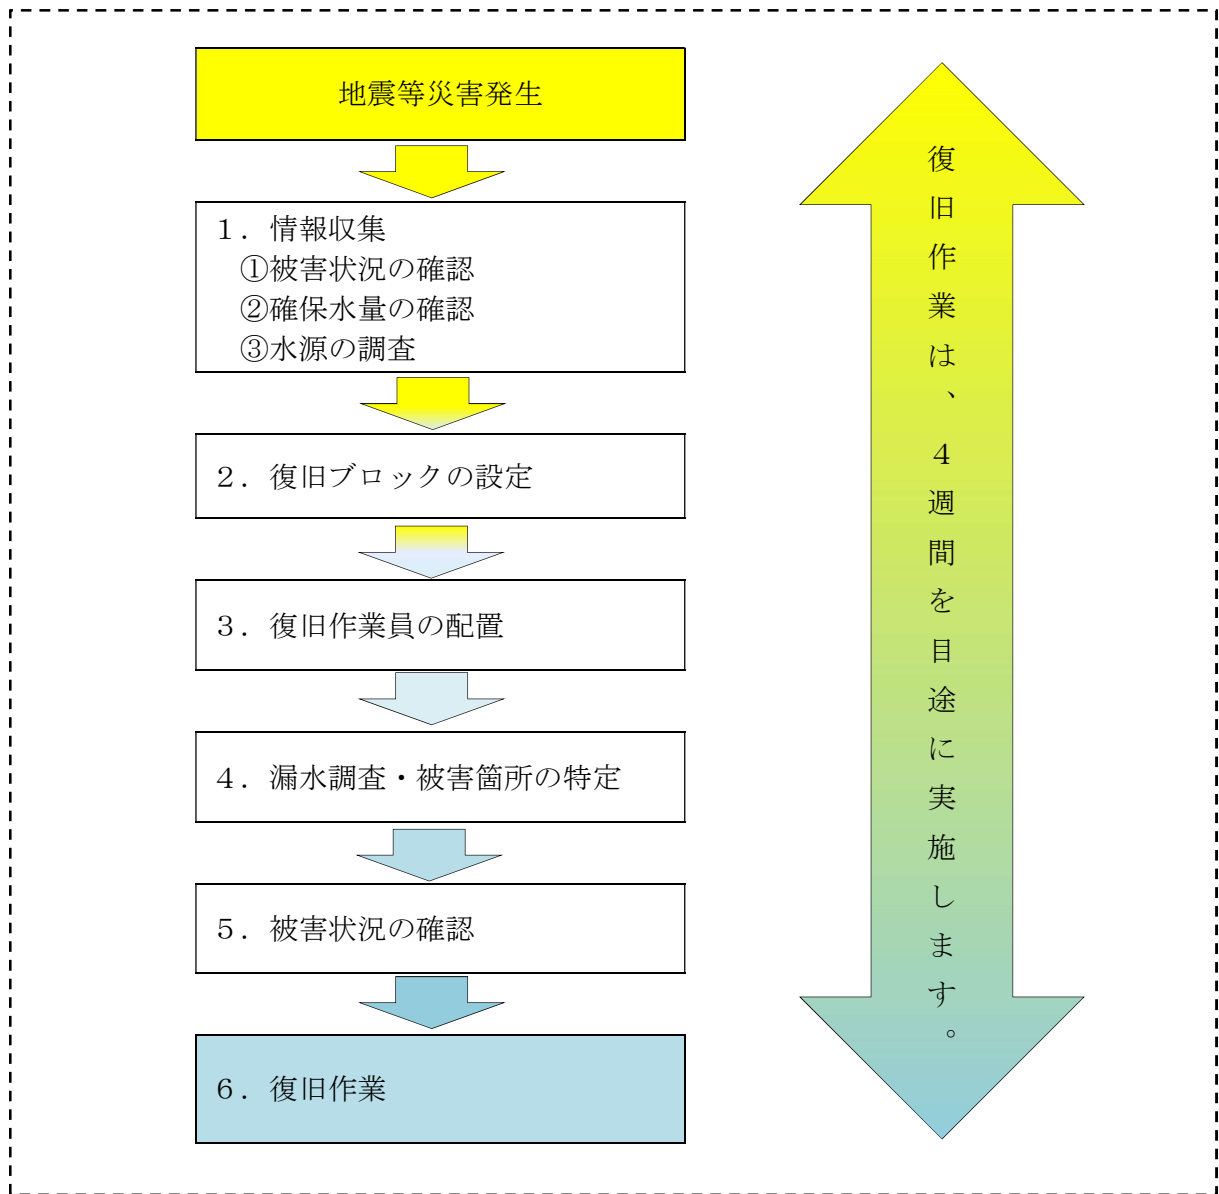 地震等災害発生
１．情報収集
①被害状況の確認
②確保水量の確認
③水源の調査
２．復旧ブロックの設定
３．復旧作業員の配置
４．漏水調査・被害箇所の特定
５．被害状況の確認
６．復旧作業
復旧作業は、４週間を目途に実施します。